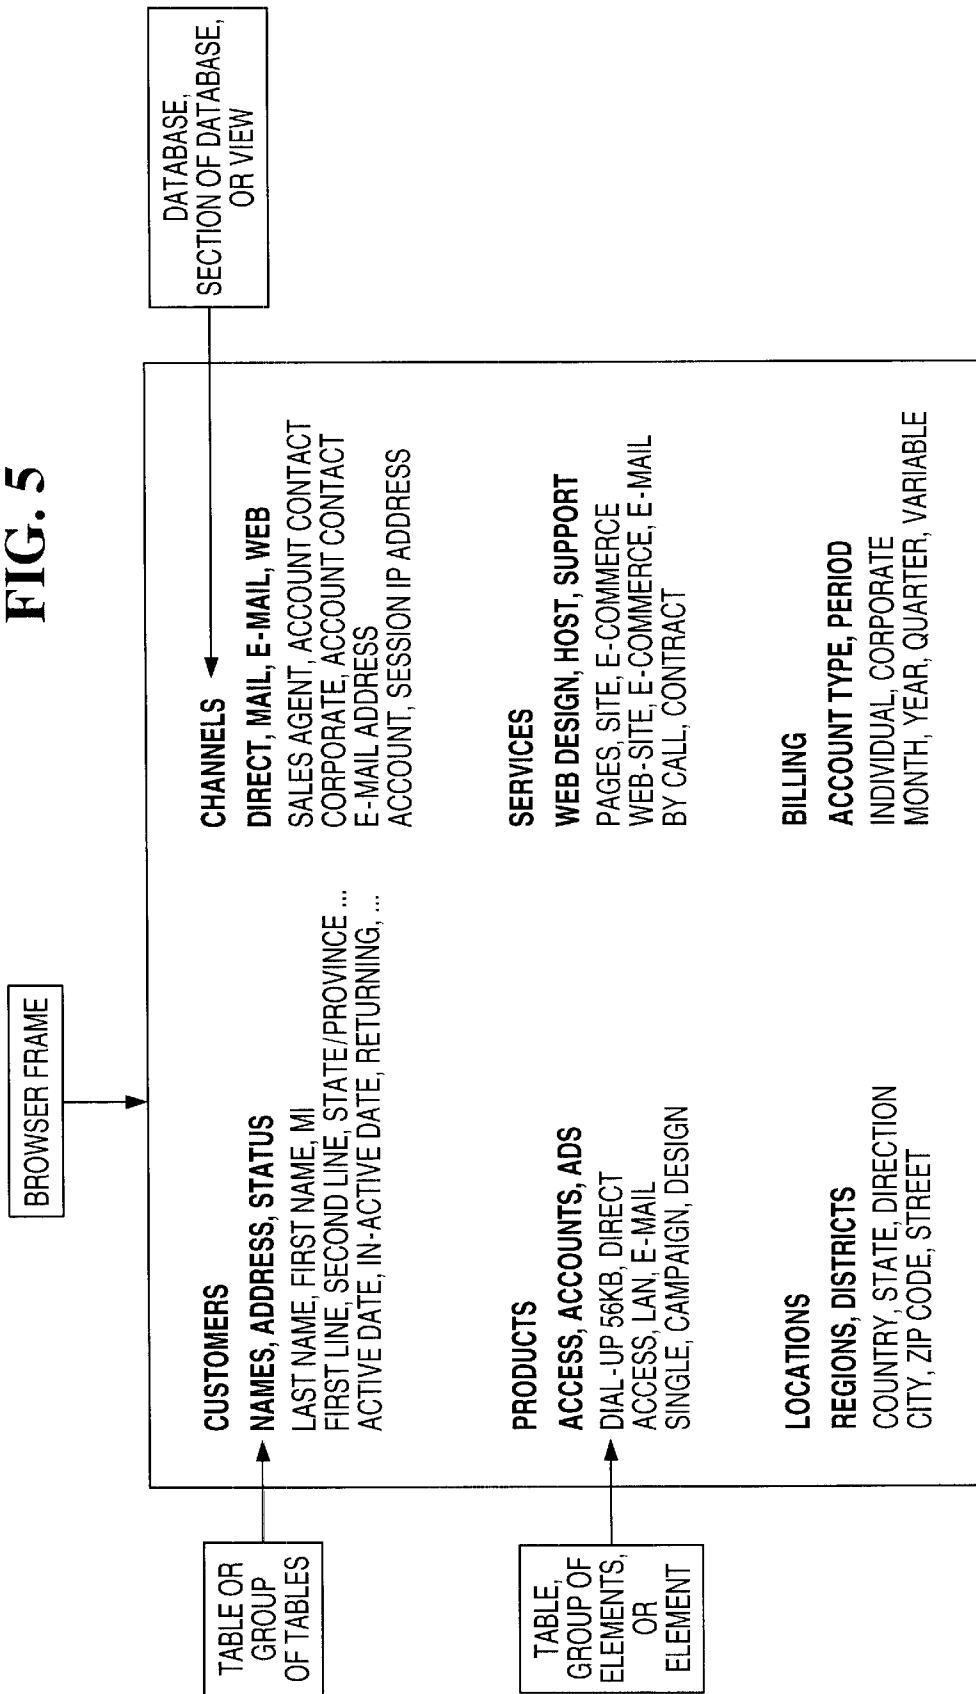 FIG. 5
BROWSER FRAME
DATABASE,
SECTION OF DATABASE,
OR VIEW
TABLE OR
GROUP
OF TABLES
TABLE,
GROUP OF
ELEMENTS,
OR
ELEMENT
CUSTOMERS
NAMES, ADDRESS, STATUS
LAST NAME, FIRST NAME, MI
FIRST LINE, SECOND LINE, STATE/PROVINCE ...
ACTIVE DATE, IN-ACTIVE DATE, RETURNING, ...
CHANNELS
DIRECT, MAIL, E-MAIL, WEB
SALES AGENT, ACCOUNT CONTACT
CORPORATE, ACCOUNT CONTACT
E-MAIL ADDRESS
ACCOUNT, SESSION IP ADDRESS
PRODUCTS
ACCESS, ACCOUNTS, ADS
DIAL-UP 56KB, DIRECT
ACCESS, LAN, E-MAIL
SINGLE, CAMPAIGN, DESIGN
SERVICES
WEB DESIGN, HOST, SUPPORT
PAGES, SITE, E-COMMERCE
WEB-SITE, E-COMMERCE, E-MAIL
BY CALL, CONTRACT
LOCATIONS
REGIONS, DISTRICTS
COUNTRY, STATE, DIRECTION
CITY, ZIP CODE, STREET
BILLING
ACCOUNT TYPE, PERIOD
INDIVIDUAL, CORPORATE
MONTH, YEAR, QUARTER, VARIABLE